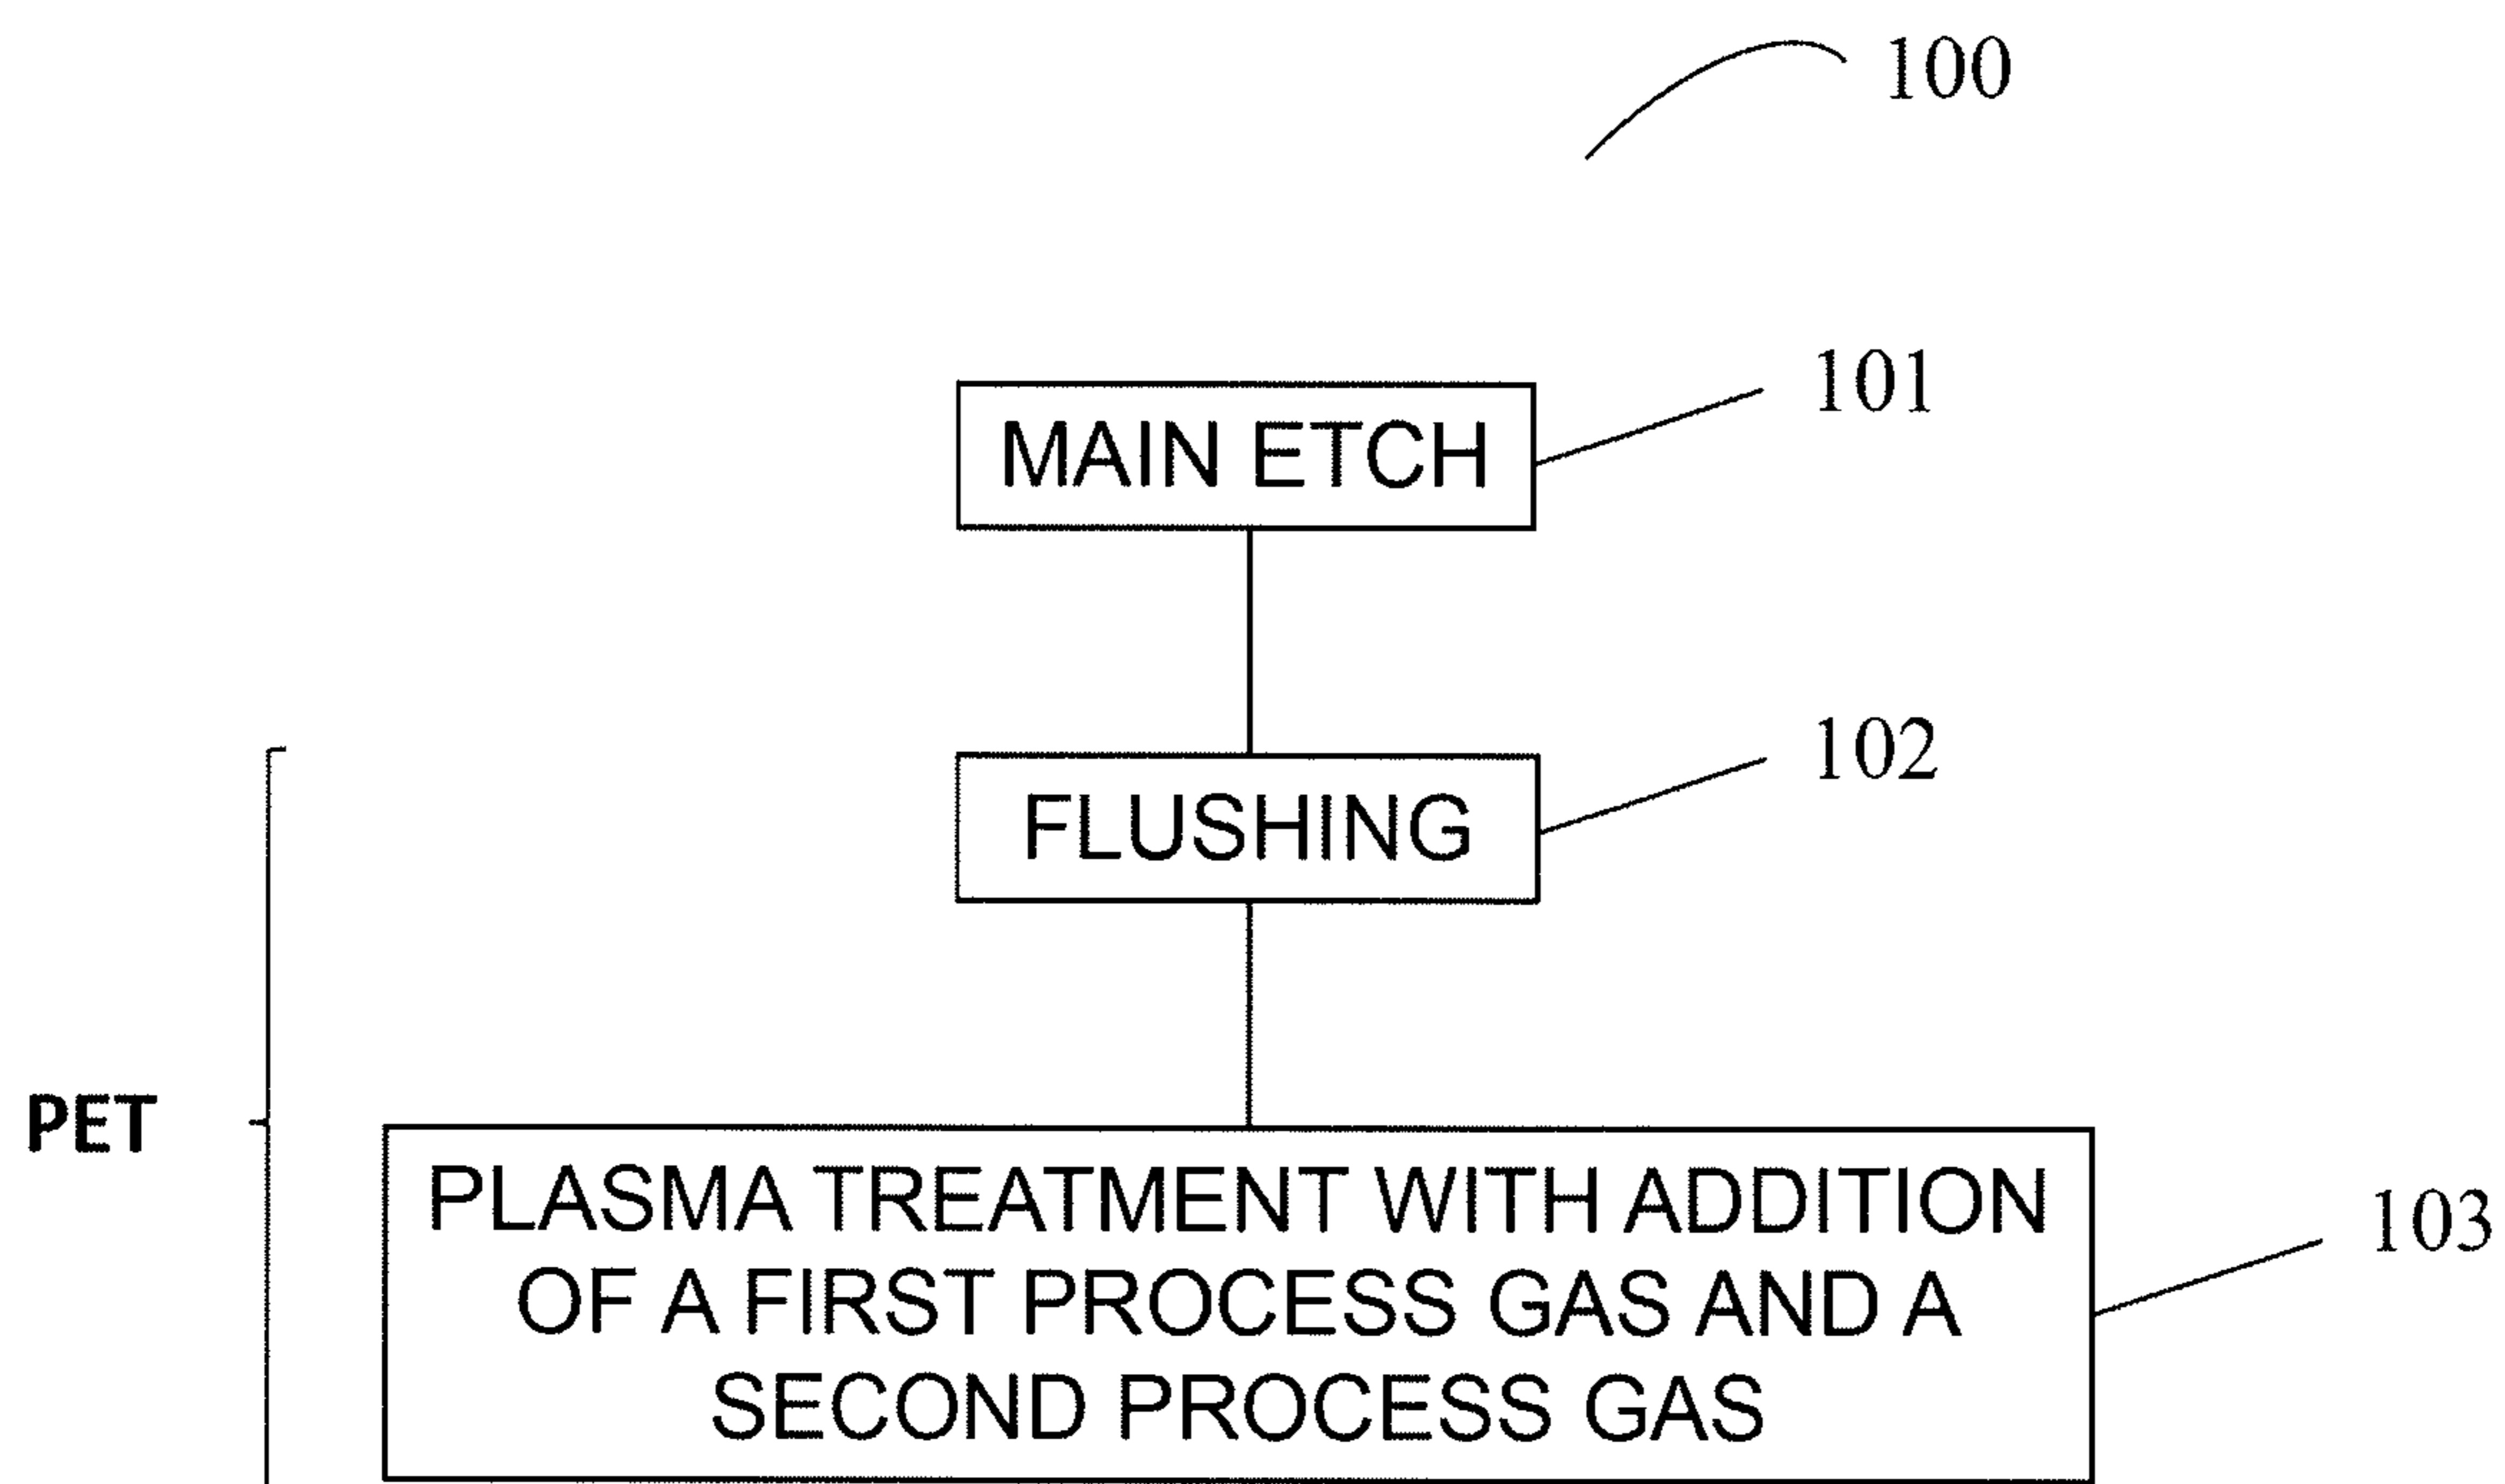 100
101
MAIN ETCH
102
FLUSHING
PET
PLASMA TREATMENT WITH ADDITION
OF A FIRST PROCESS GAS AND A
SECOND PROCESS GAS
103